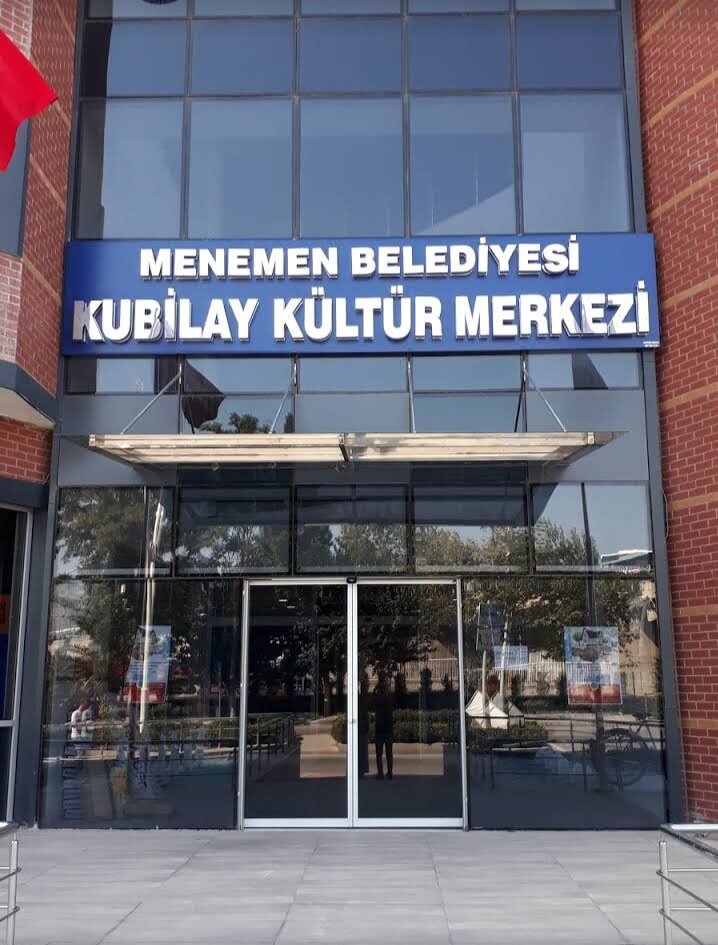 MENEMEN BELEDİYESİ
KUBİLAY KÜLTÜR MERKEZİ